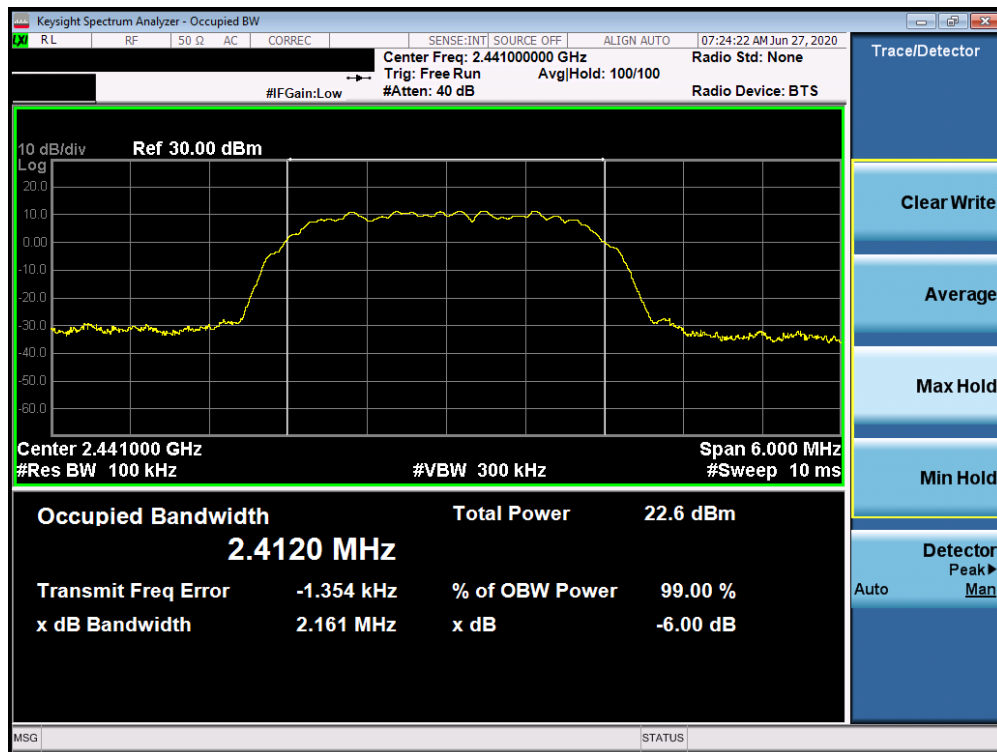 Keysight Spectrum Analyzer - Occupied BW
LXI RL RF 50 Ω AC CORREC SENSE:INT SOURCE OFF ALIGN AUTO 07:24:22 AM Jun 27, 2020
Center Freq: 2.441000000 GHz Radio Std: None
Trig: Free Run Avg|Hold: 100/100
#IFGain:Low #Atten: 40 dB Radio Device: BTS
Trace/Detector
10 dB/div Ref 30.00 dBm
Log
20.0
10.0
0.00
-10.0
-20.0
-30.0
-40.0
-50.0
-60.0
Center 2.441000 GHz Span 6.000 MHz
#Res BW 100 kHz #VBW 300 kHz #Sweep 10 ms
Occupied Bandwidth Total Power 22.6 dBm
2.4120 MHz
Transmit Freq Error -1.354 kHz % of OBW Power 99.00 %
x dB Bandwidth 2.161 MHz x dB -6.00 dB
Clear Write
Average
Max Hold
Min Hold
Detector
Peak▶
Auto Man
MSG STATUS